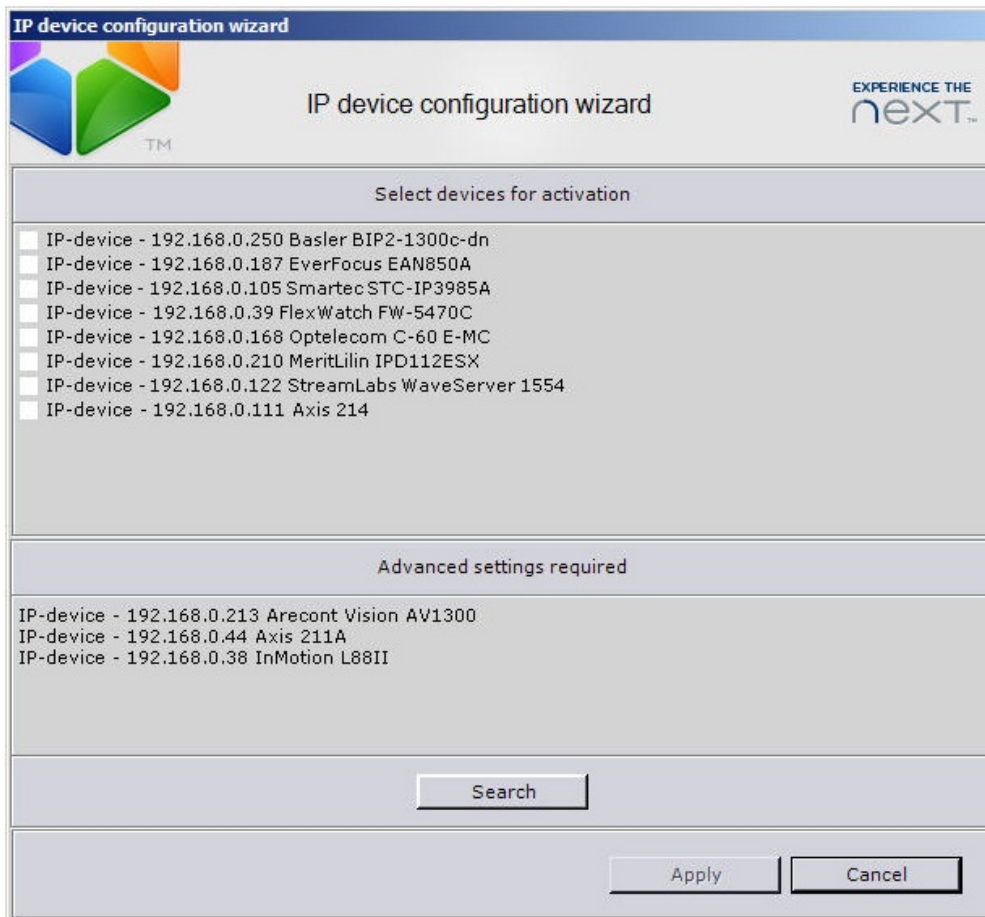 IP device configuration wizard
TM
IP device configuration wizard
EXPERIENCE THE
next™
Select devices for activation
IP-device - 192.168.0.250 Basler BIP2-1300c-dn
IP-device - 192.168.0.187 EverFocus EAN850A
IP-device - 192.168.0.105 Smartec STC-IP3985A
IP-device - 192.168.0.39 FlexWatch FW-5470C
IP-device - 192.168.0.168 Optelecom C-60 E-MC
IP-device - 192.168.0.210 MeritLilin IPD112ESX
IP-device - 192.168.0.122 StreamLabs WaveServer 1554
IP-device - 192.168.0.111 Axis 214
Advanced settings required
IP-device - 192.168.0.213 Arecont Vision AV1300
IP-device - 192.168.0.44 Axis 211A
IP-device - 192.168.0.38 InMotion L88II
Search
Apply
Cancel